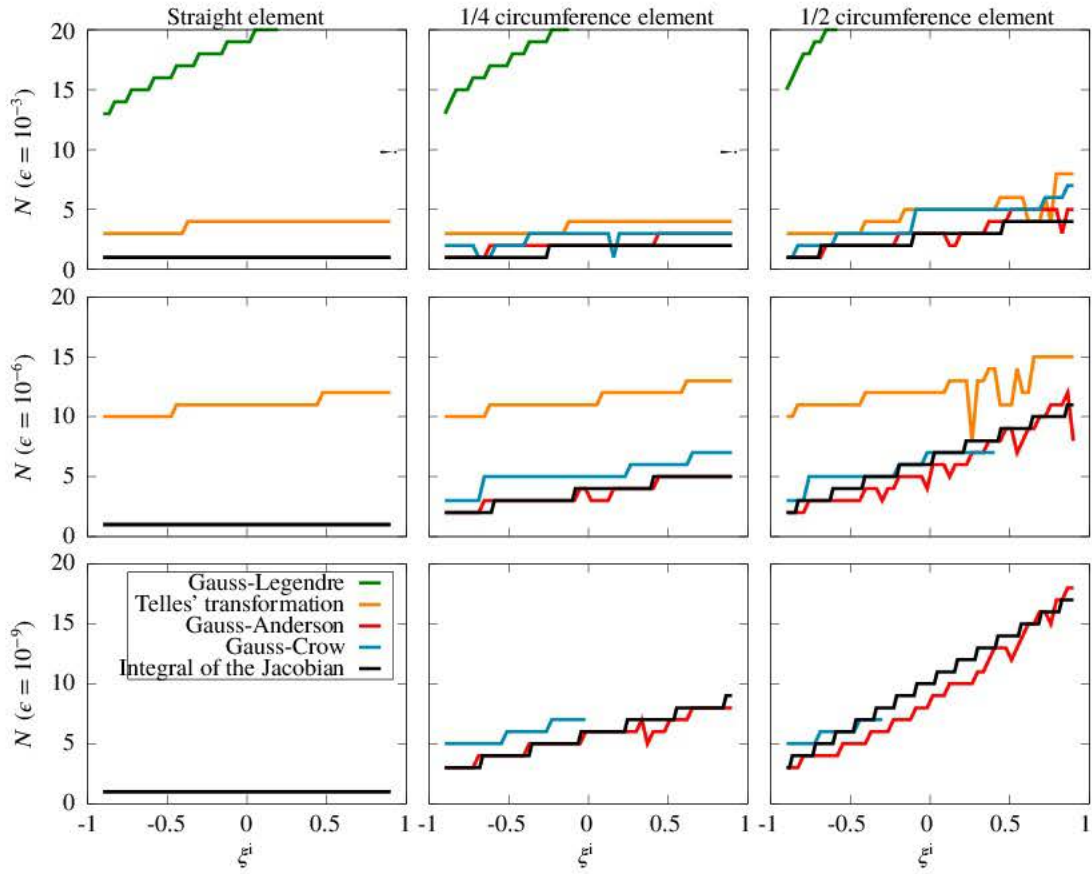 Straight element 1/4 circumference element 1/2 circumference element
20
15
10
5
0
N (ϵ = 10⁻³)
20
15
10
5
0
N (ϵ = 10⁻⁶)
20
15
10
5
0
N (ϵ = 10⁻⁹)
Gauss-Legendre
Telles' transformation
Gauss-Anderson
Gauss-Crow
Integral of the Jacobian
-1 -0.5 0 0.5 1 -0.5 0 0.5 -1 -0.5 0 0.5 1
ξⁱ ξⁱ ξⁱ